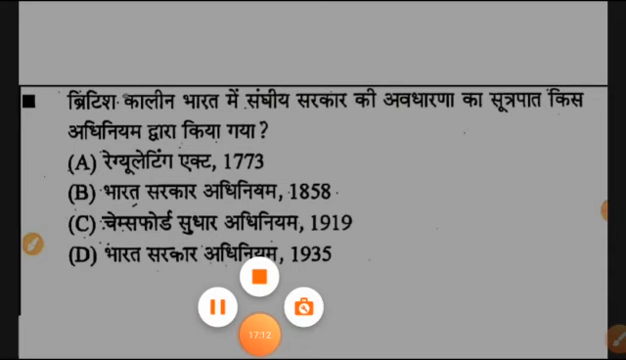 ब्रिटिश कालीन भारत में संघीय सरकार की अवधारणा का सूत्रपात किस
अधिनियम द्वारा किया गया?
(A) रेग्यूलेटिंग एक्ट, 1773
(B) भारत सरकार अधिनियम, 1858
(C) चेम्सफोर्ड सुधार अधिनियम, 1919
(D) भारत सरकार अधिनियम, 1935
17:12